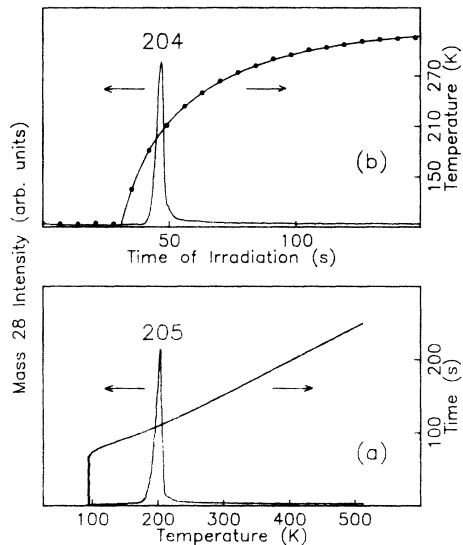 204
(b)
270
210
150
Temperature (K)
50
100
Time of Irradiation (s)
Mass 28 Intensity (arb. units)
205
(a)
200
100
Time (s)
100
200
300
400
500
Temperature (K)